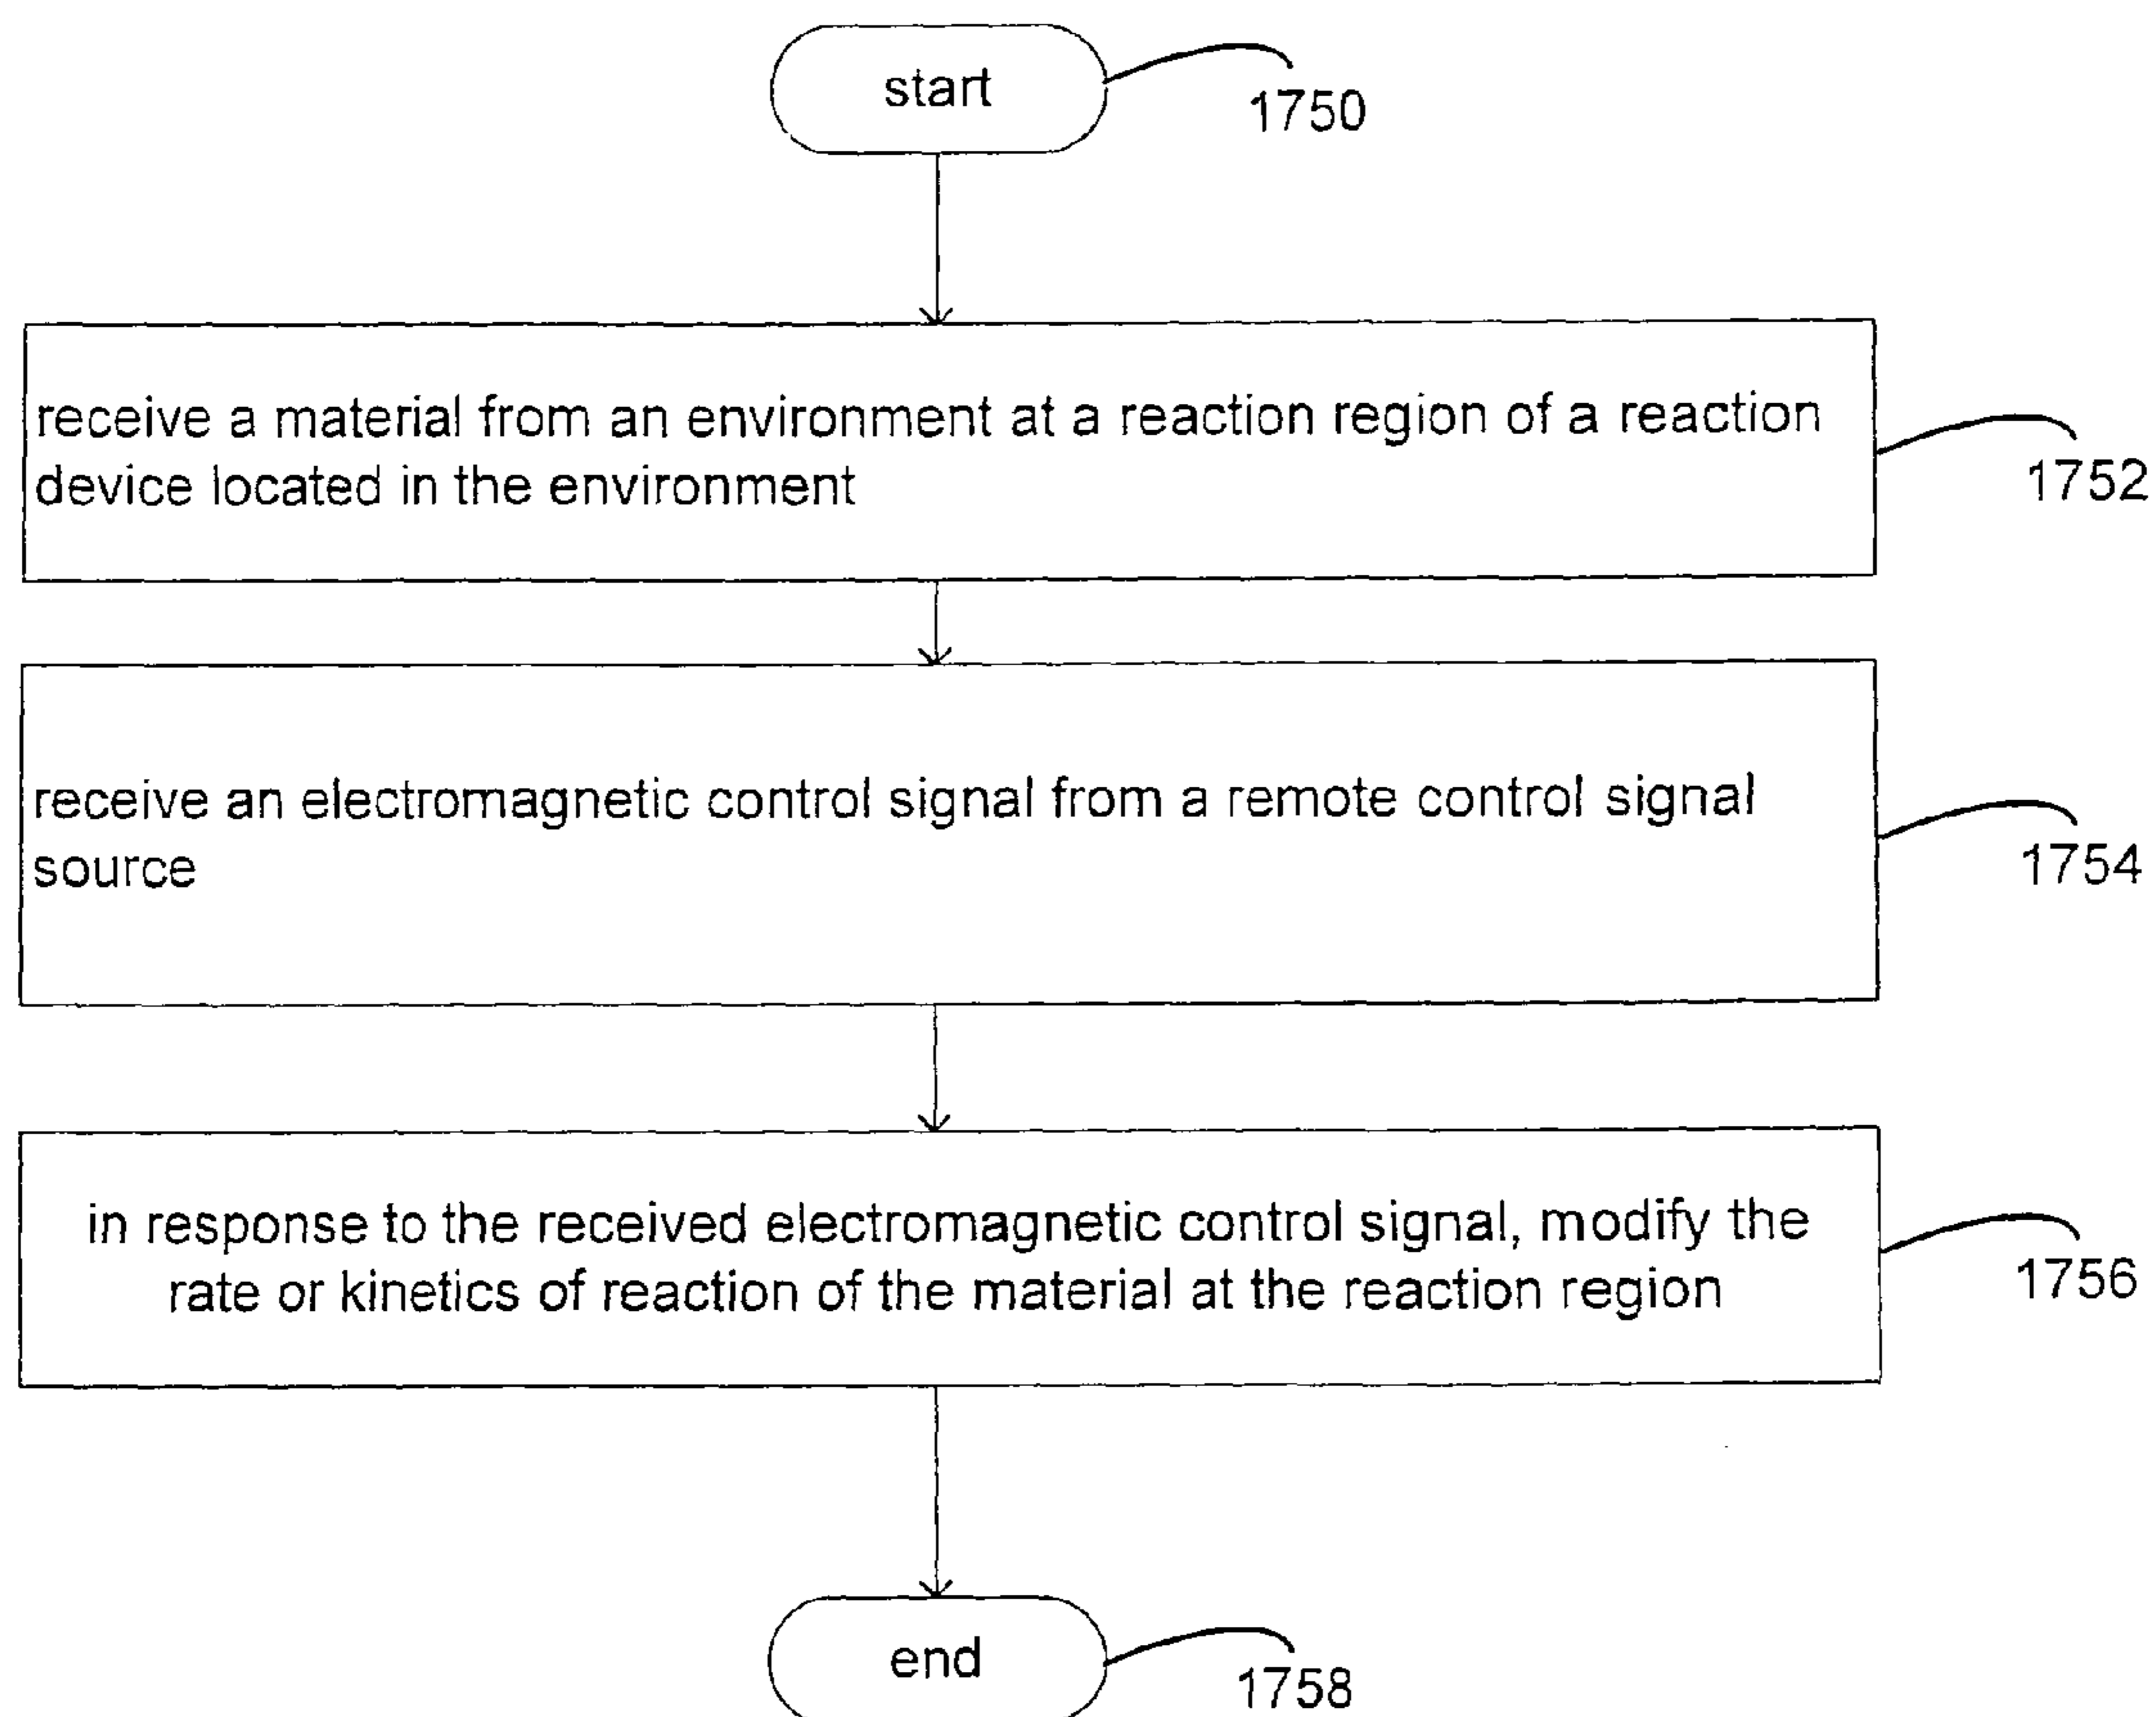 start
1750
receive a material from an environment at a reaction region of a reaction
device located in the environment
1752
receive an electromagnetic control signal from a remote control signal
source
1754
in response to the received electromagnetic control signal, modify the
rate or kinetics of reaction of the material at the reaction region
1756
end
1758